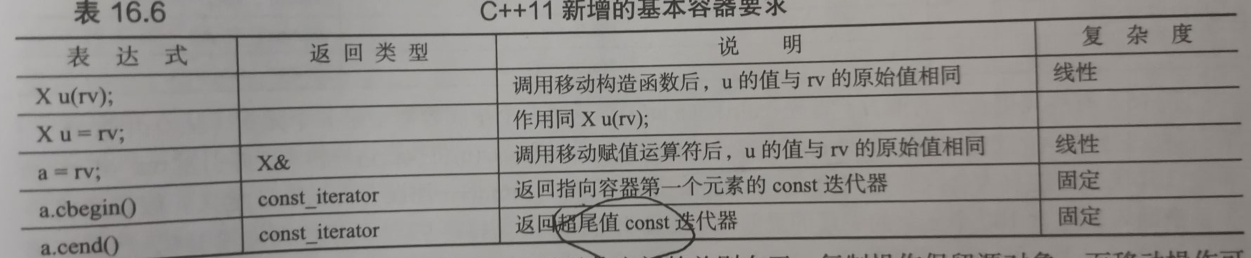 表 16.6 C++11 新增的基本容器要求
表 达 式 返 回 类 型 说 明 复 杂 度
X u(rv); 调用移动构造函数后，u 的值与 rv 的原始值相同 线性
X u = rv; 作用同 X u(rv);
a = rv; X& 调用移动赋值运算符后，u 的值与 rv 的原始值相同 线性
a.cbegin() const_iterator 返回指向容器第一个元素的 const 迭代器 固定
a.cend() const_iterator 返回超尾值 const 迭代器 固定